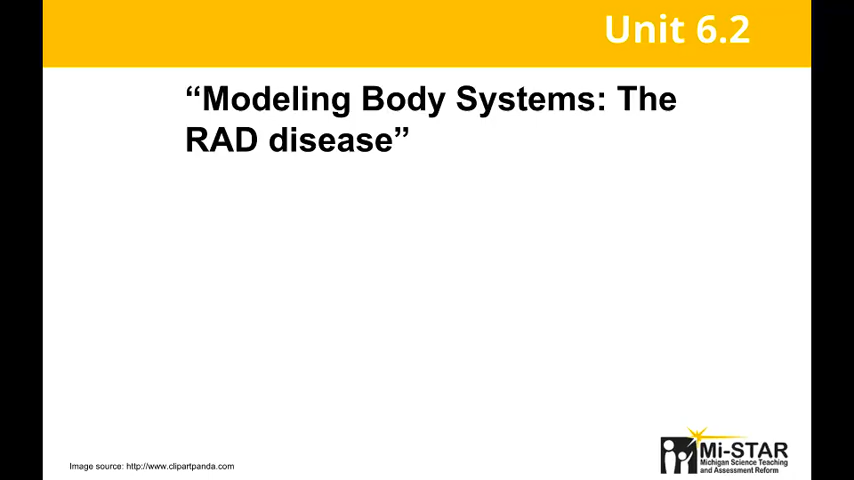 Unit 6.2
“Modeling Body Systems: The
RAD disease”
Image source: http://www.clipartpanda.com
Mi-STAR
Michigan Science Teaching
and Assessment Reform